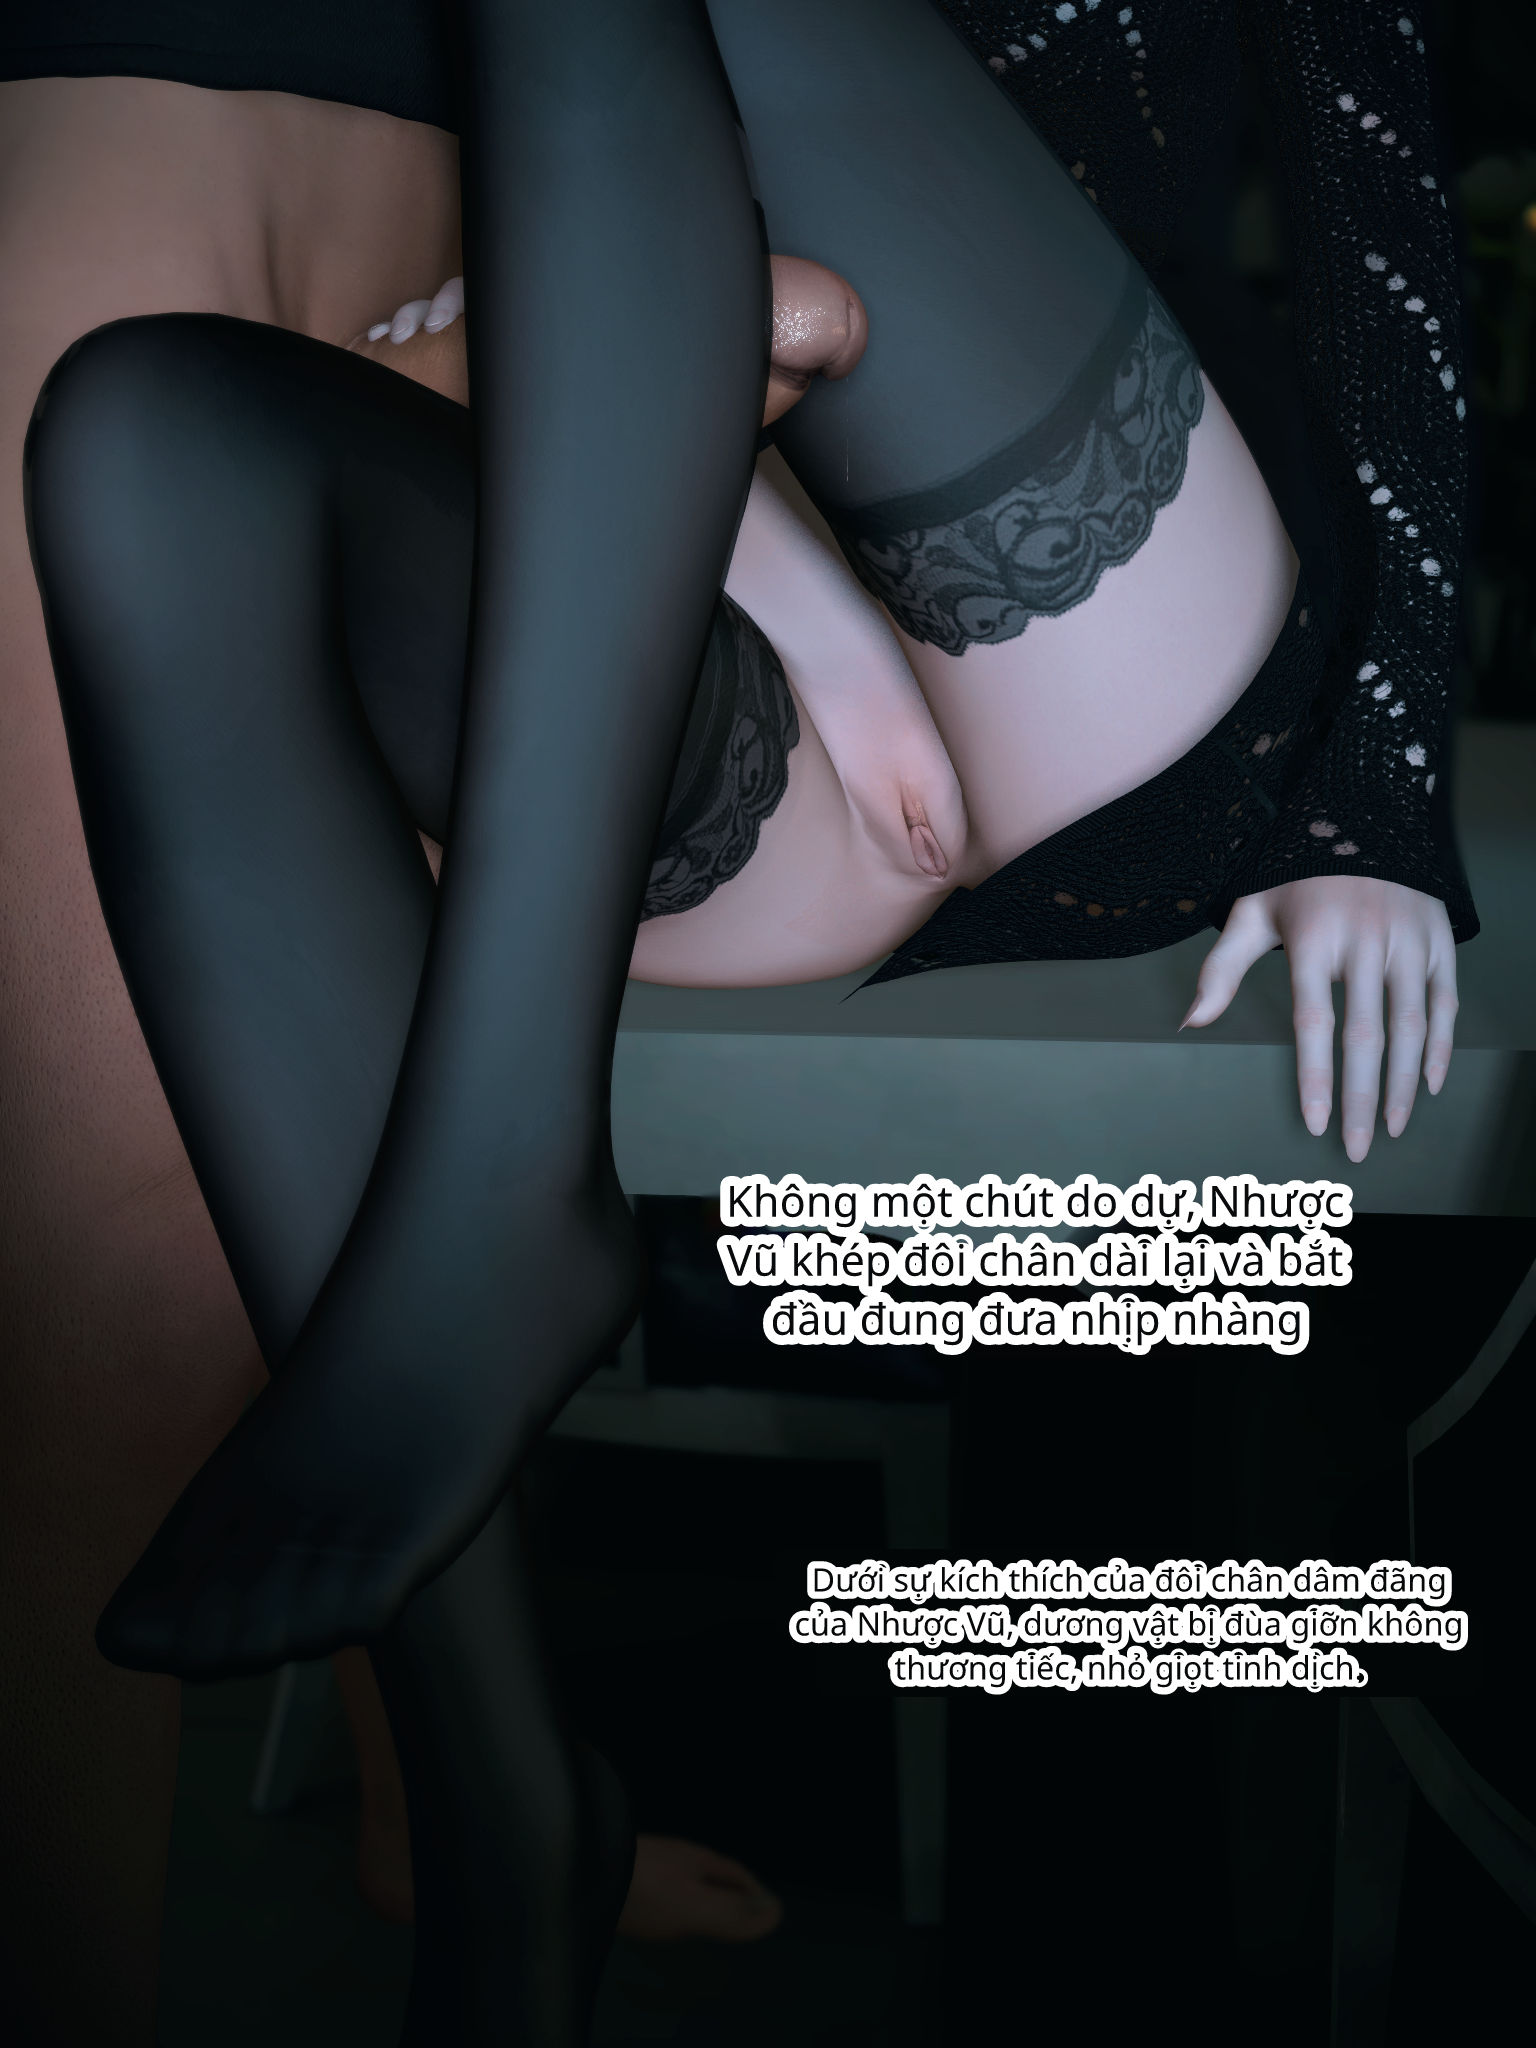 Không một chút do dự, Nhược
Vũ khép đôi chân dài lại và bắt
đầu đung đưa nhịp nhàng
Dưới sự kích thích của đôi chân dâm đãng
của Nhược Vũ, dương vật bị đùa giỡn không
thương tiếc, nhỏ giọt tinh dịch.